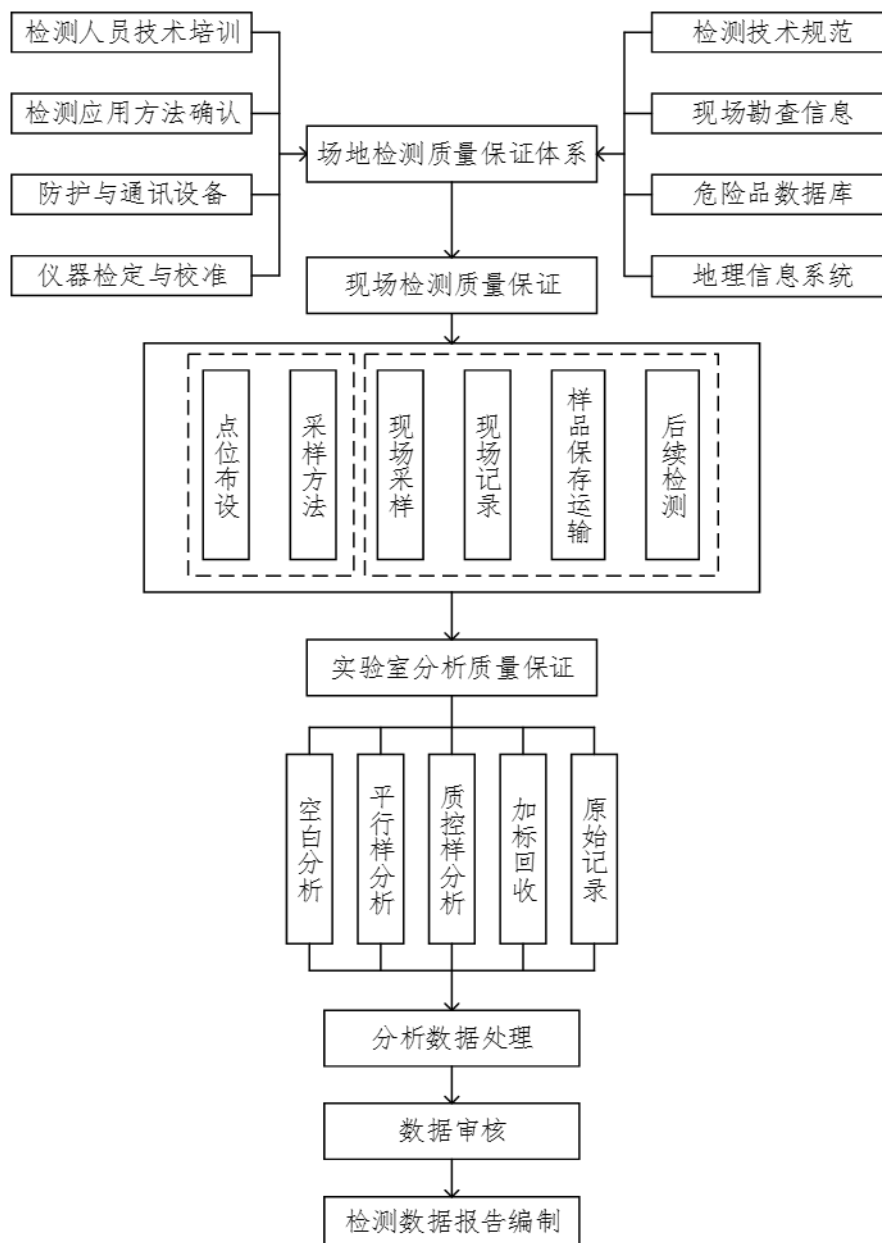 检测人员技术培训
检测技术规范
检测应用方法确认
现场勘查信息
场地检测质量保证体系
防护与通讯设备
危险品数据库
仪器检定与校准
地理信息系统
现场检测质量保证
点位布设
采样方法
现场采样
现场记录
样品保存运输
后续检测
实验室分析质量保证
空白分析
平行样分析
质控样分析
加标回收
原始记录
分析数据处理
数据审核
检测数据报告编制